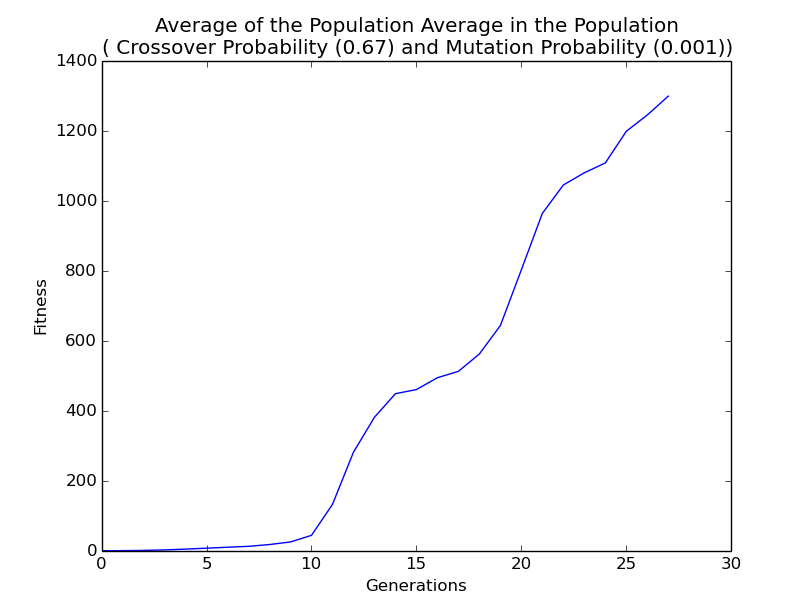 Average of the Population Average in the Population
( Crossover Probability (0.67) and Mutation Probability (0.001))
1400
1200
1000
800
600
400
200
0
Fitness
0 5 10 15 20 25 30
Generations